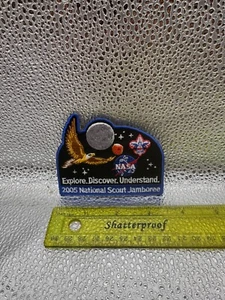 NASA
Explore. Discover. Understand.
2005 National Scout Jamboree
Shatterproof